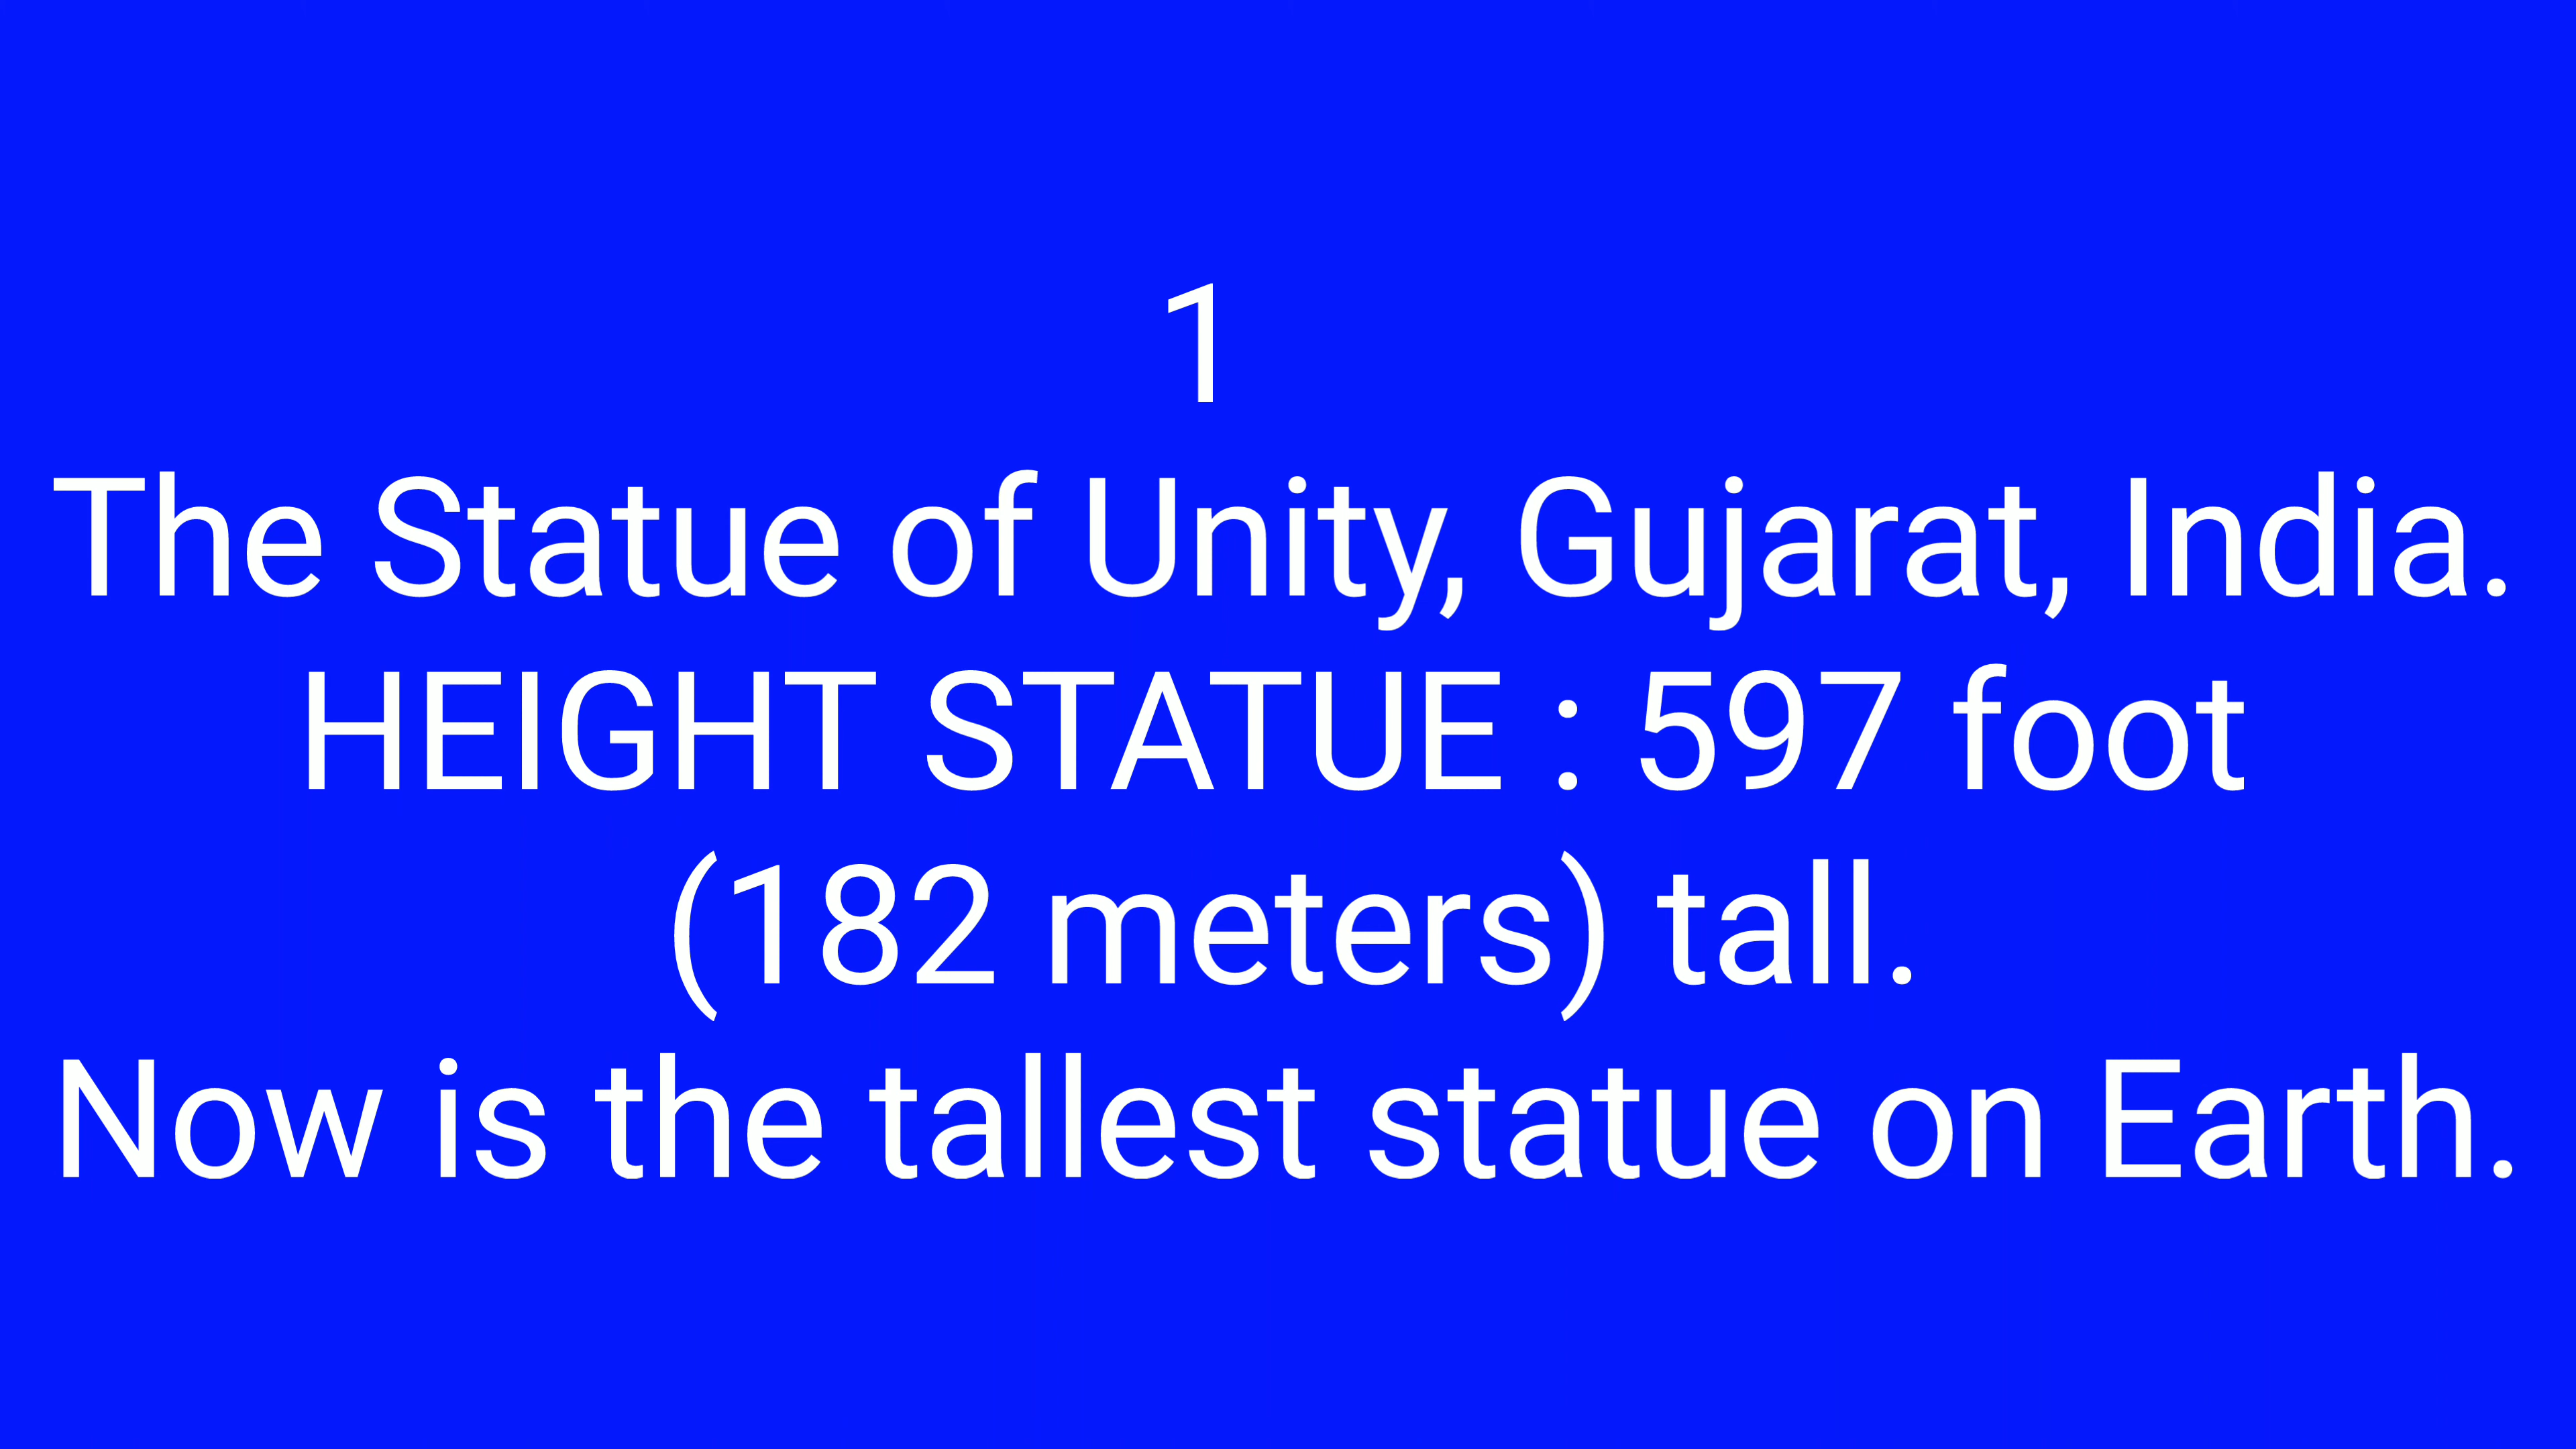 1
The Statue of Unity, Gujarat, India.
HEIGHT STATUE : 597 foot
(182 meters) tall.
Now is the tallest statue on Earth.